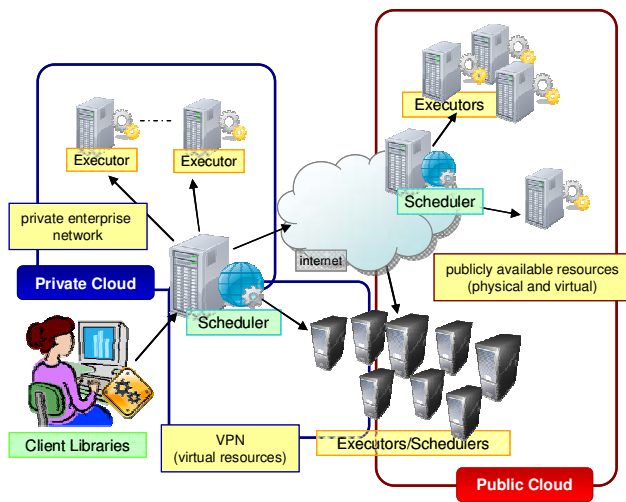 Executors
Executor
Executor
Scheduler
private enterprise
network
internet
publicly available resources
(physical and virtual)
Private Cloud
Scheduler
Client Libraries
VPN
(virtual resources)
Executors/Schedulers
Public Cloud